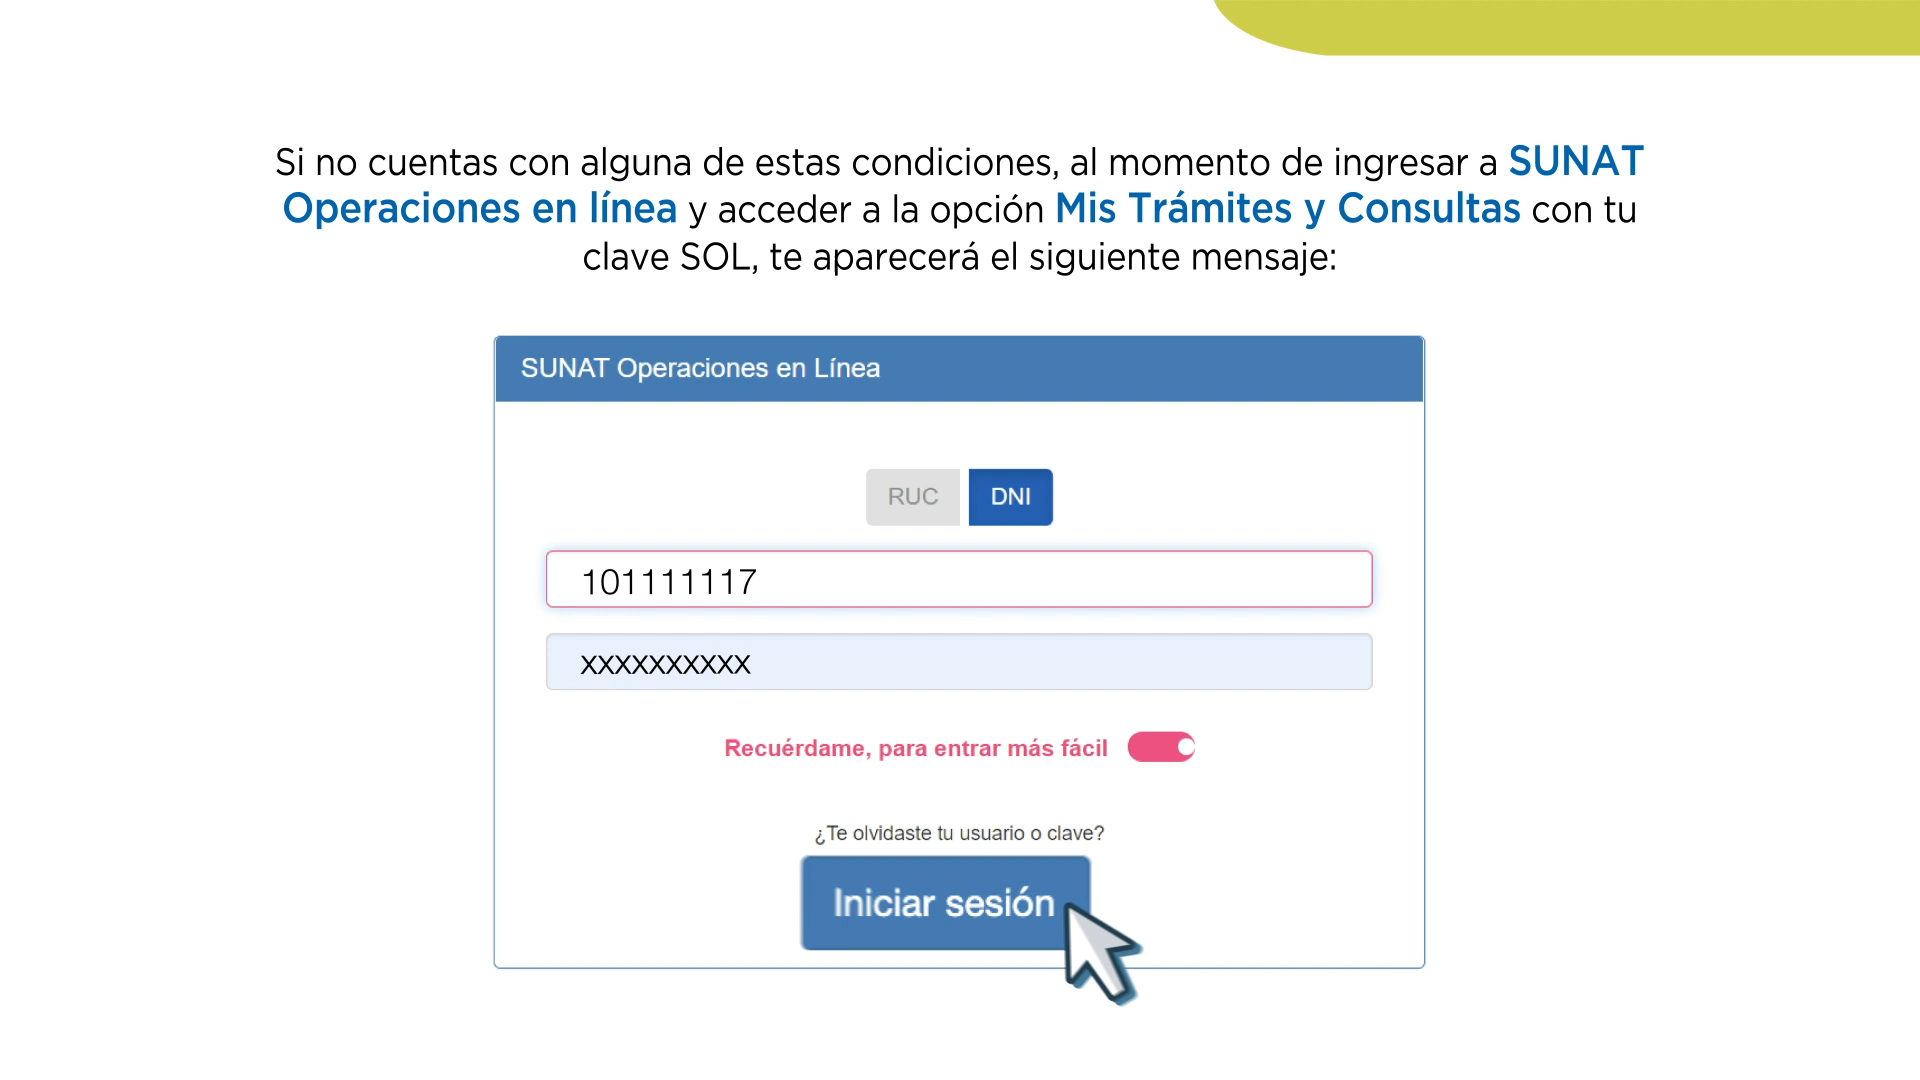 Si no cuentas con alguna de estas condiciones, al momento de ingresar a SUNAT
Operaciones en línea y acceder a la opción Mis Trámites y Consultas con tu
clave SOL, te aparecerá el siguiente mensaje:
SUNAT Operaciones en Línea
RUC DNI
101111117
xxxxxxxxxx
Recuérdame, para entrar más fácil
¿Te olvidaste tu usuario o clave?
Iniciar sesión